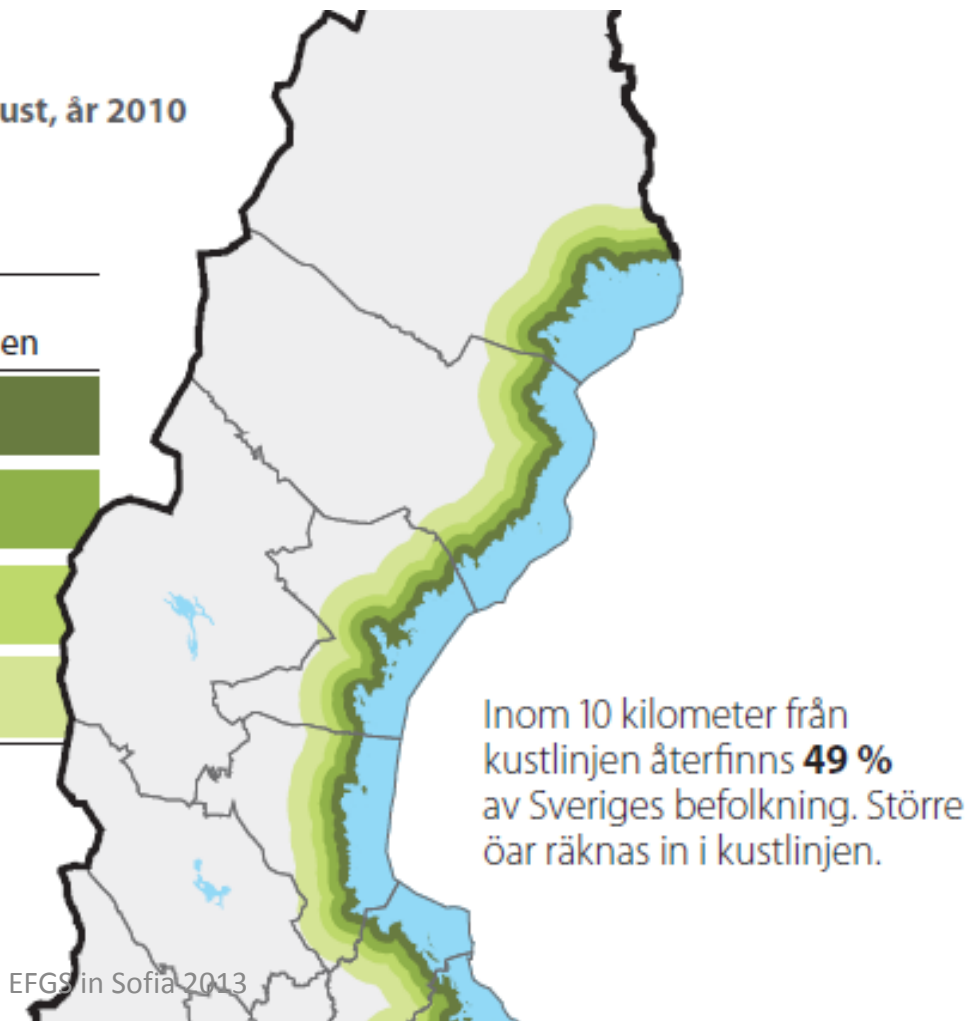 ust, år 2010
en
Inom 10 kilometer från
kustlinjen återfinns 49 %
av Sveriges befolkning. Större
öar räknas in i kustlinjen.
EFGS in Sofia 2013